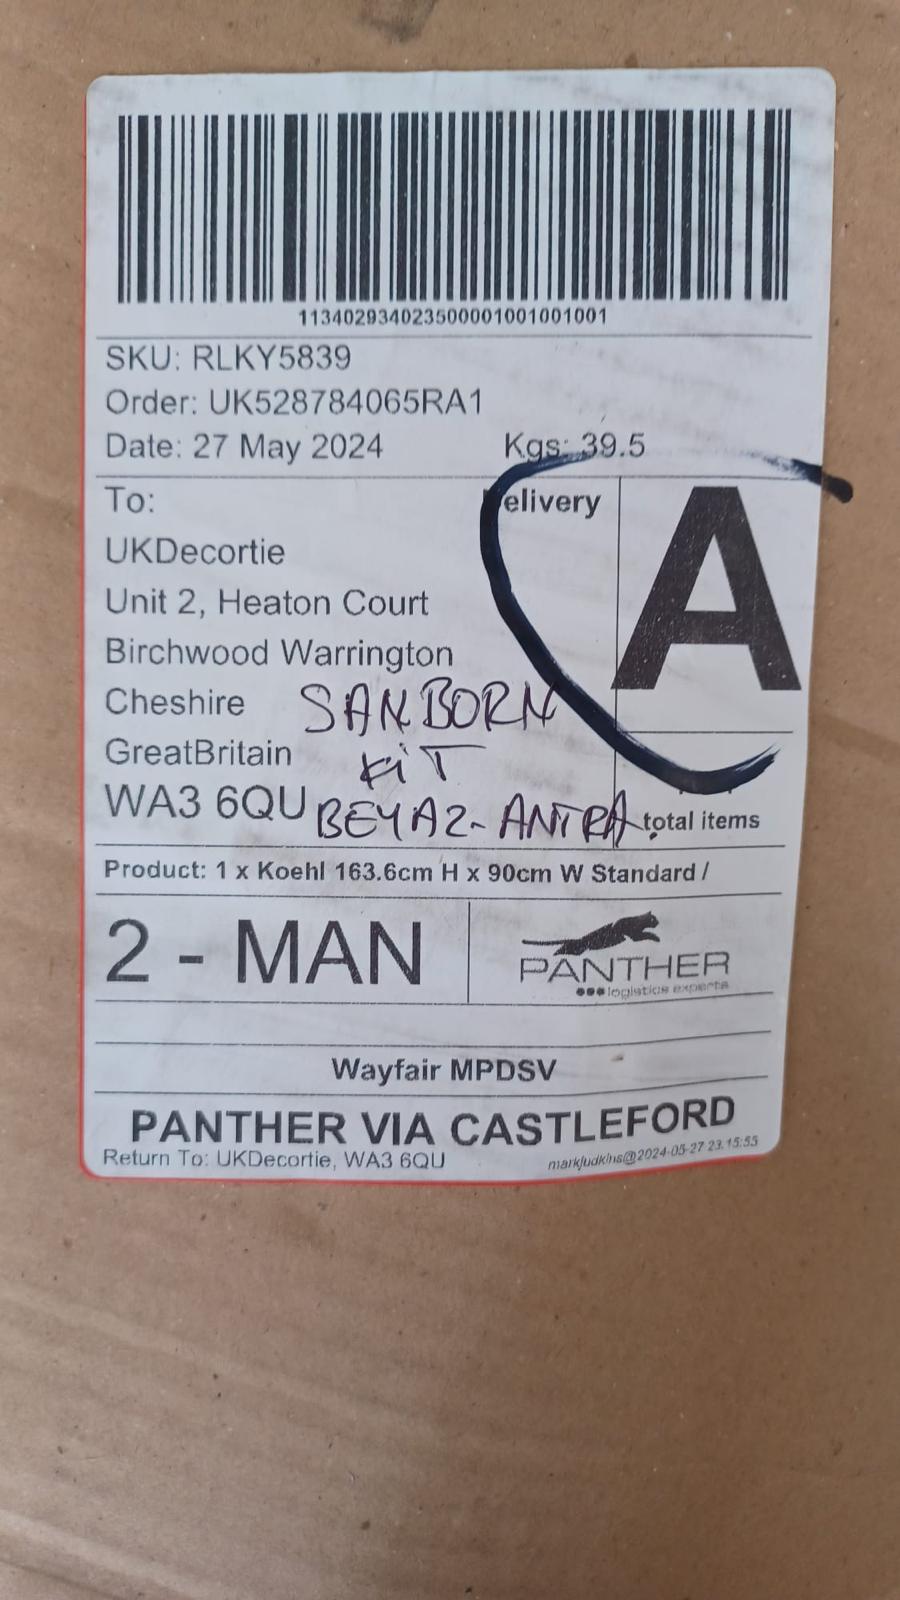 113402934023500001001001001
SKU: RLKY5839
Order: UK528784065RA1
Date: 27 May 2024 Kgs: 39.5
To: elivery
A
UKDecortie
Unit 2, Heaton Court
Birchwood Warrington
Cheshire SANBORN
GreatBritain KiT
WA3 6QU BEYAZ-ANTRA total items
Product: 1 x Koehl 163.6cm H x 90cm W Standard /
2 - MAN PANTHER
logistics experts
Wayfair MPDSV
PANTHER VIA CASTLEFORD
Return To: UKDecortie, WA3 6QU markjudkins@2024-05-27 23.15:55